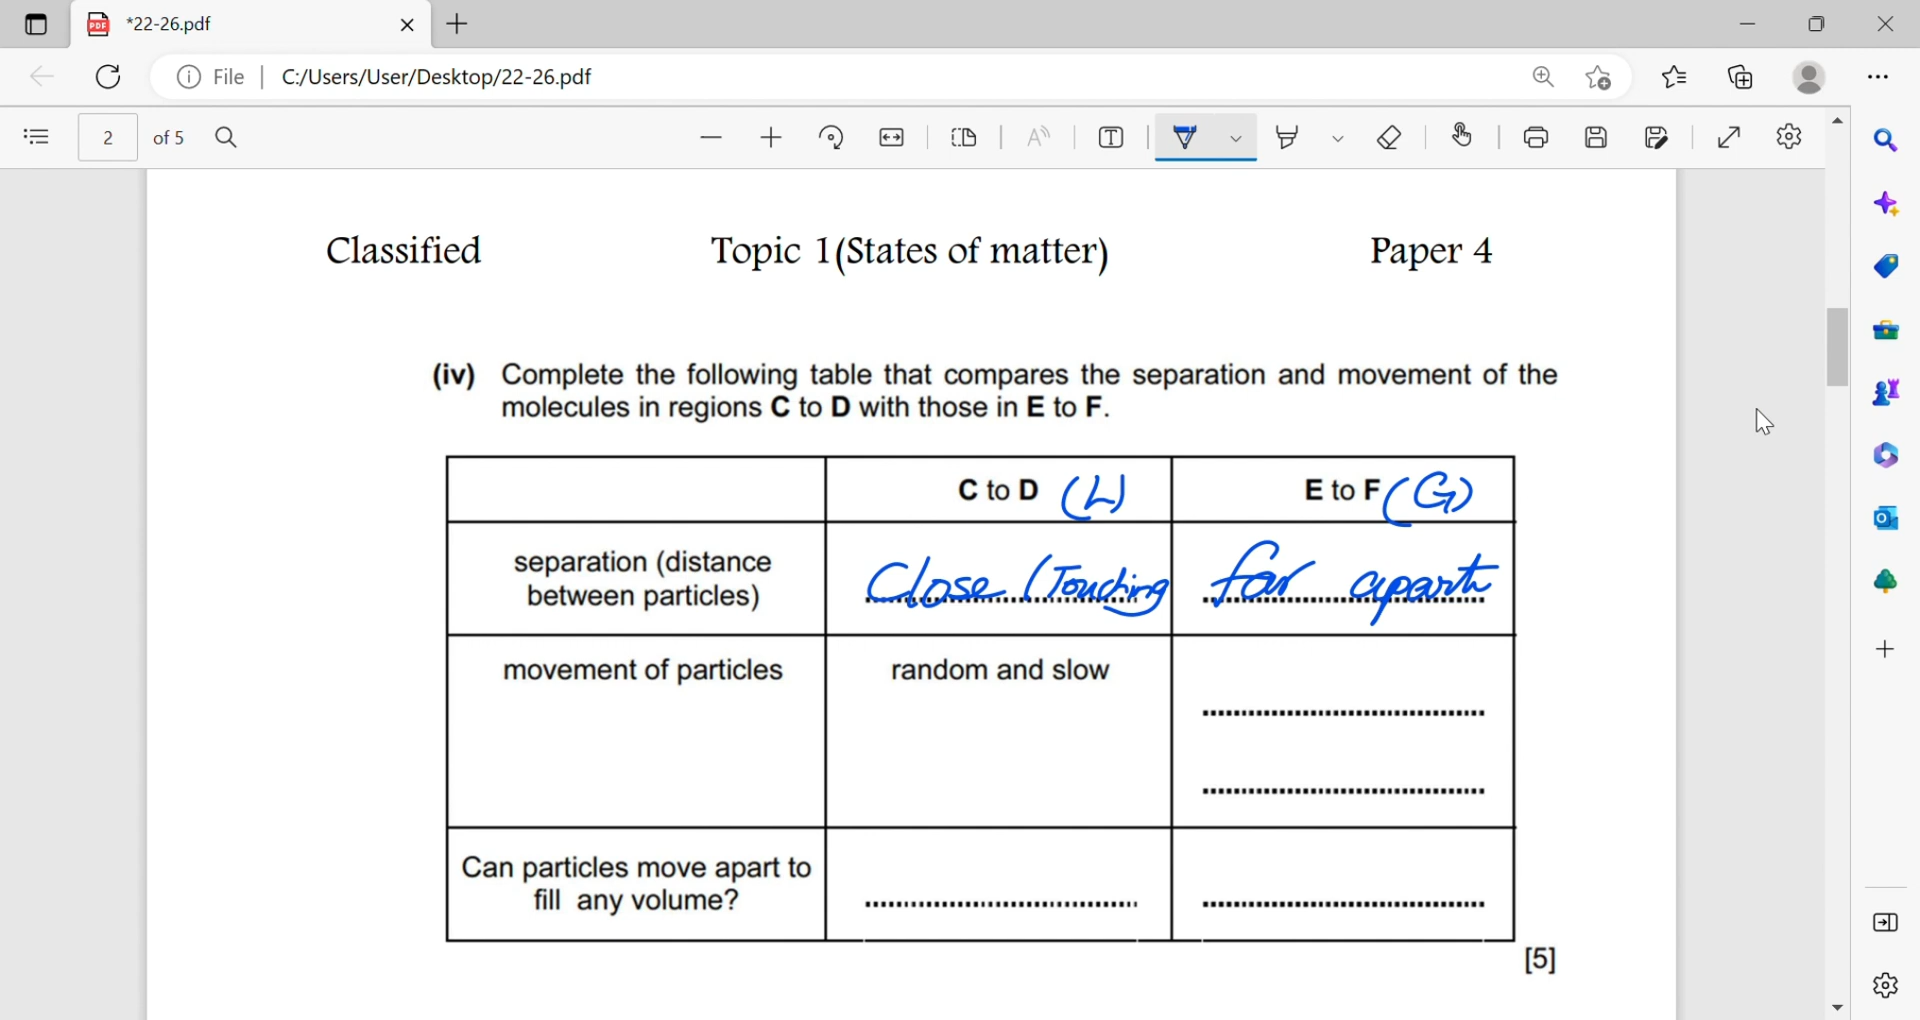 *22-26.pdf
File | C:/Users/User/Desktop/22-26.pdf
2 of 5
Classified Topic 1(States of matter) Paper 4
(iv) Complete the following table that compares the separation and movement of the
molecules in regions C to D with those in E to F.
C to D (L) E to F (G)
separation (distance
between particles)
Close (Touching
far apart
movement of particles
random and slow
Can particles move apart to
fill any volume?
[5]